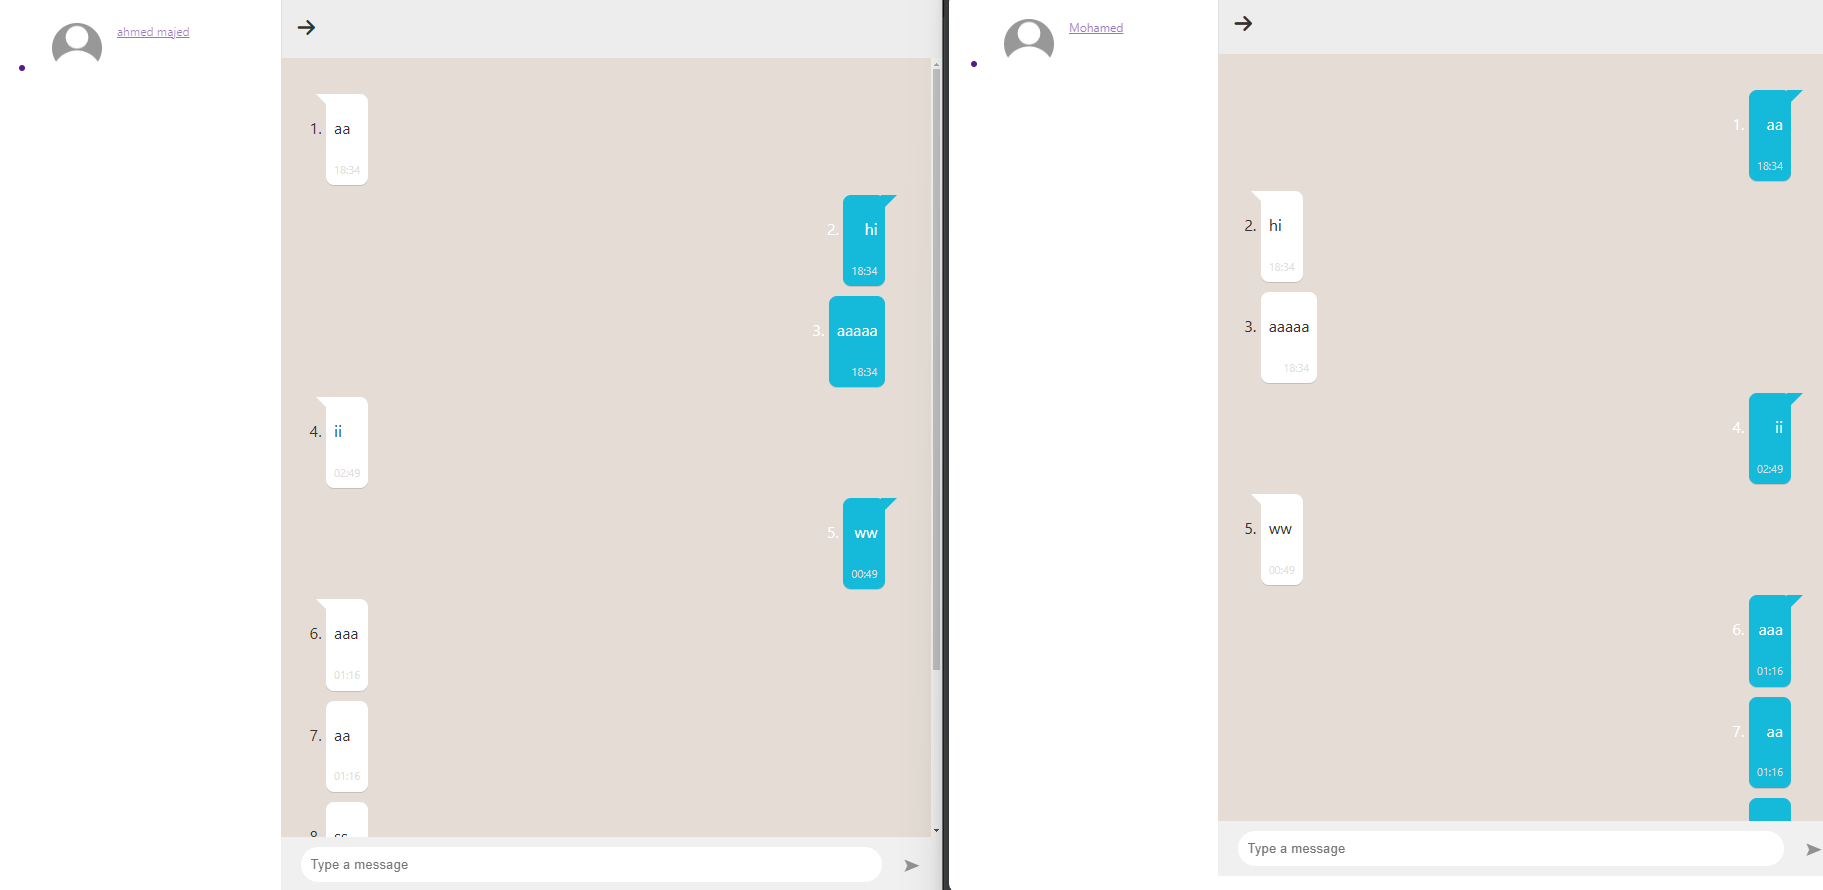 ahmed majed
1. aa
18:34
2. hi
18:34
3. aaaaa
18:34
4. ii
02:49
5. ww
00:49
6. aaa
01:16
7. aa
01:16
8. ss
Type a message
Mohamed
1. aa
18:34
2. hi
18:34
3. aaaaa
18:34
4. ii
02:49
5. ww
00:49
6. aaa
01:16
7. aa
01:16
Type a message